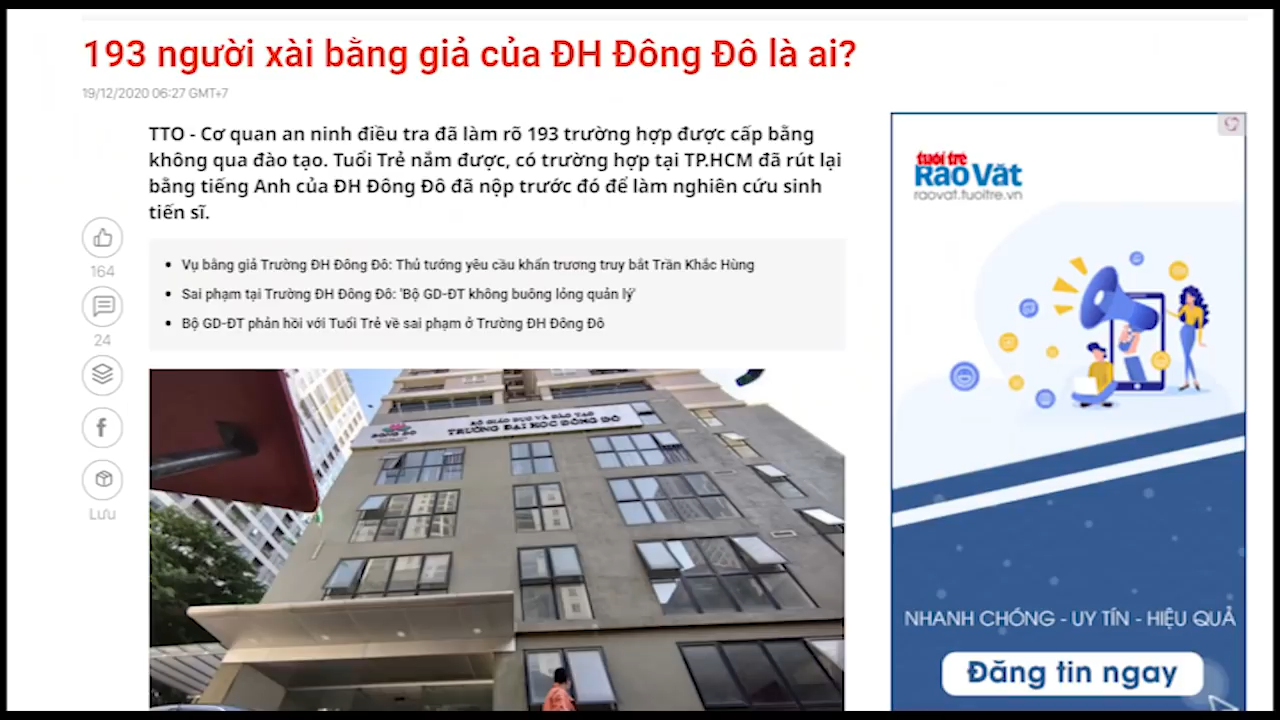 193 người xài bằng giả của ĐH Đông Đô là ai?
19/12/2020 06:27 GMT+7
TTO - Cơ quan an ninh điều tra đã làm rõ 193 trường hợp được cấp bằng
không qua đào tạo. Tuổi Trẻ nắm được, có trường hợp tại TP.HCM đã rút lại
bằng tiếng Anh của ĐH Đông Đô đã nộp trước đó để làm nghiên cứu sinh
tiến sĩ.
164
24
Lưu
• Vụ bằng giả Trường ĐH Đông Đô: Thủ tướng yêu cầu khẩn trương truy bắt Trần Khắc Hùng
• Sai phạm tại Trường ĐH Đông Đô: 'Bộ GD-ĐT không buông lỏng quản lý'
• Bộ GD-ĐT phản hồi với Tuổi Trẻ về sai phạm ở Trường ĐH Đông Đô
ĐÔNG ĐÔ
BỘ GIÁO DỤC VÀ ĐÀO TẠO
TRƯỜNG ĐẠI HỌC ĐÔNG ĐÔ
tuổi trẻ
Rao Vặt
raovat.tuoitre.vn
NHANH CHÓNG - UY TÍN - HIỆU QUẢ
Đăng tin ngay